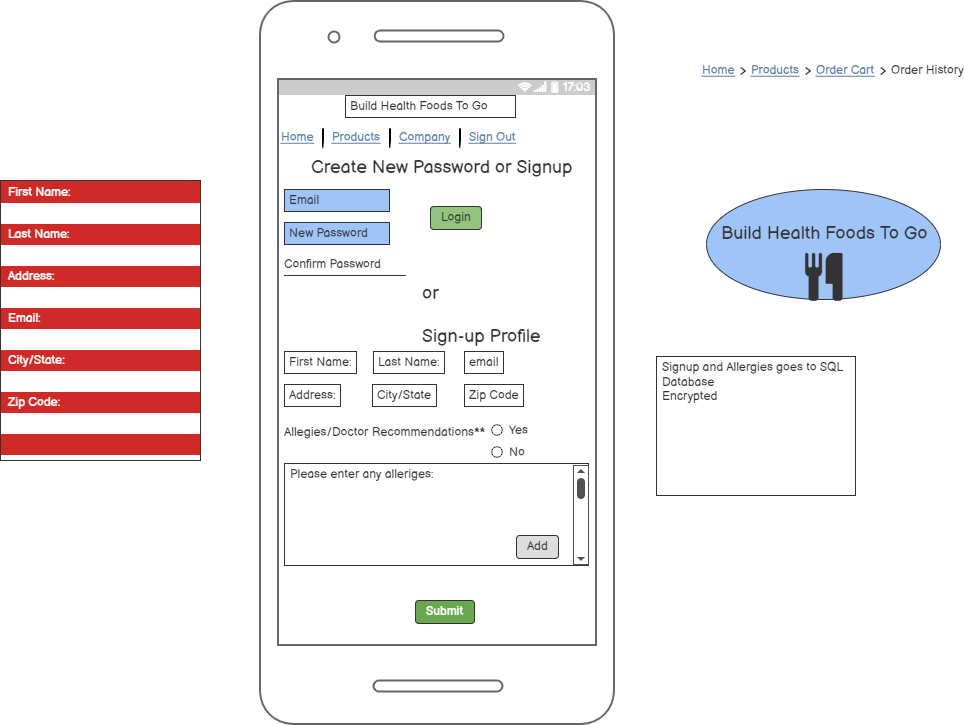 First Name:
Last Name:
Address:
Email:
City/State:
Zip Code:
17:03
Build Health Foods To Go
Home
Products
Company
Sign Out
Create New Password or Signup
Email
Login
New Password
Confirm Password
or
Sign-up Profile
First Name:
Last Name:
email
Address:
City/State
Zip Code
Allegies/Doctor Recommendations**
Yes
No
Please enter any alleriges:
Add
Submit
Home > Products > Order Cart > Order History
Build Health Foods To Go
Signup and Allergies goes to SQL
Database
Encrypted